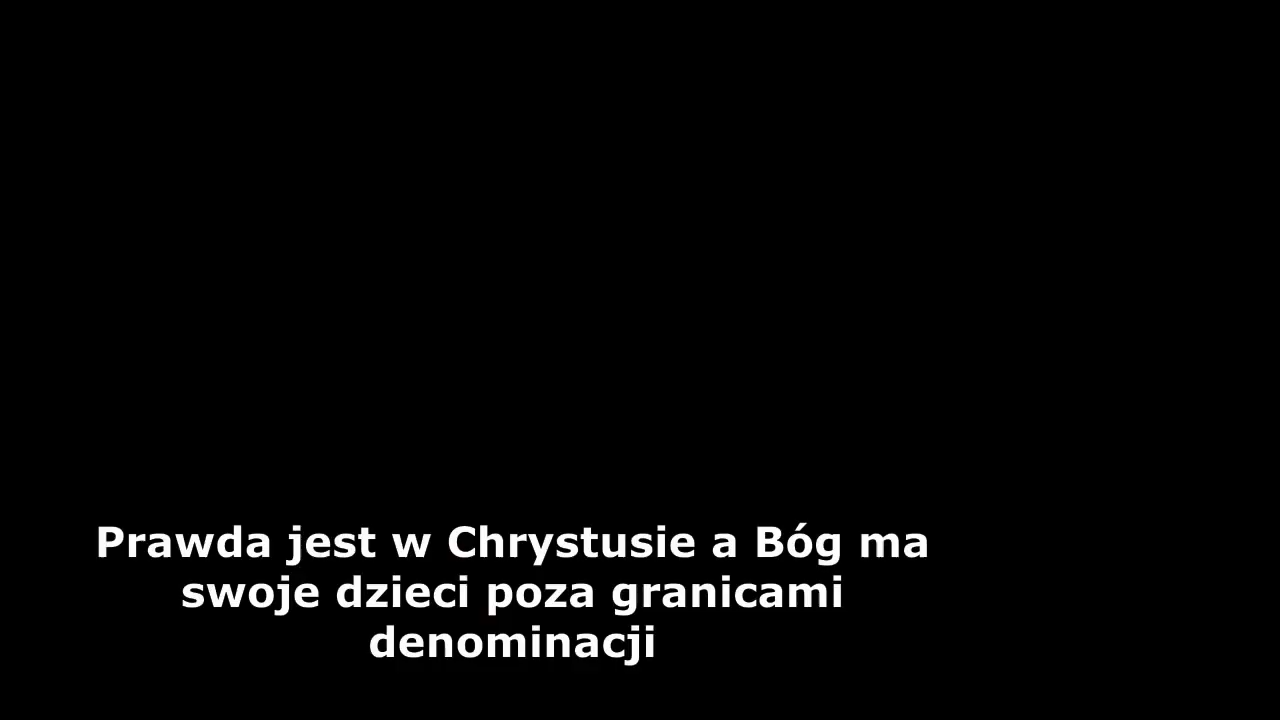 Prawda jest w Chrystusie a Bóg ma
swoje dzieci poza granicami
denominacji